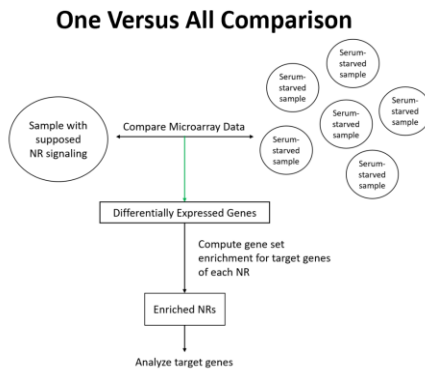 One Versus All Comparison
Sample with
supposed
NR signaling
Compare Microarray Data
Serum-
starved
sample
Serum-
starved
sample
Serum-
starved
sample
Serum-
starved
sample
Serum-
starved
sample
Serum-
starved
sample
Differentially Expressed Genes
Compute gene set
enrichment for target genes
of each NR
Enriched NRs
Analyze target genes